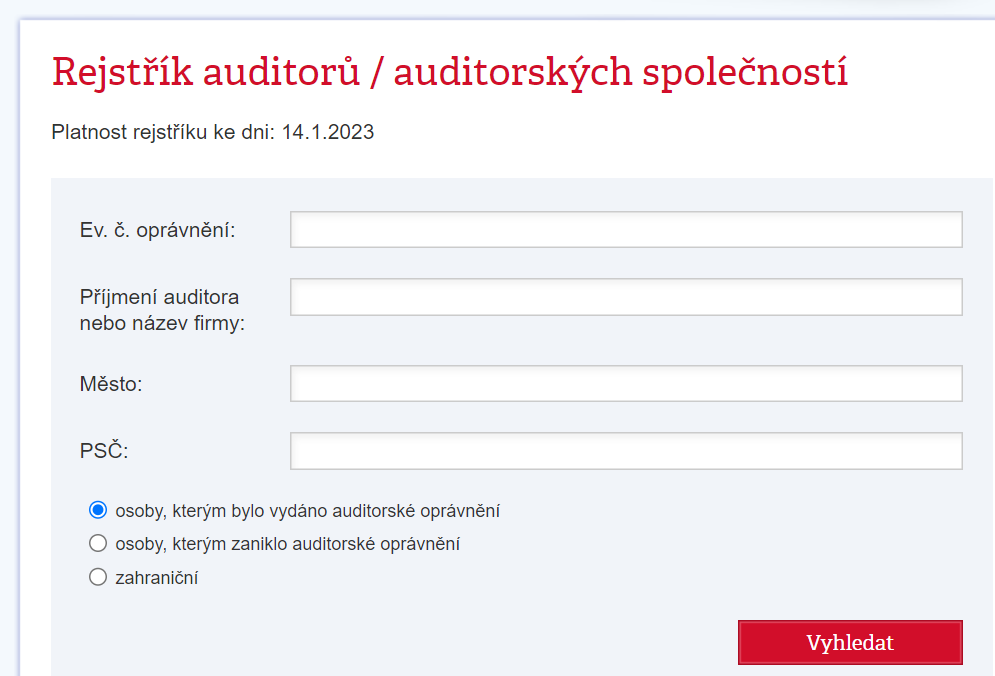 Rejstřík auditorů / auditorských společností
Platnost rejstříku ke dni: 14.1.2023
Ev. č. oprávnění:
Příjmení auditora
nebo název firmy:
Město:
PSČ:
osoby, kterým bylo vydáno auditorské oprávnění
osoby, kterým zaniklo auditorské oprávnění
zahraniční
Vyhledat